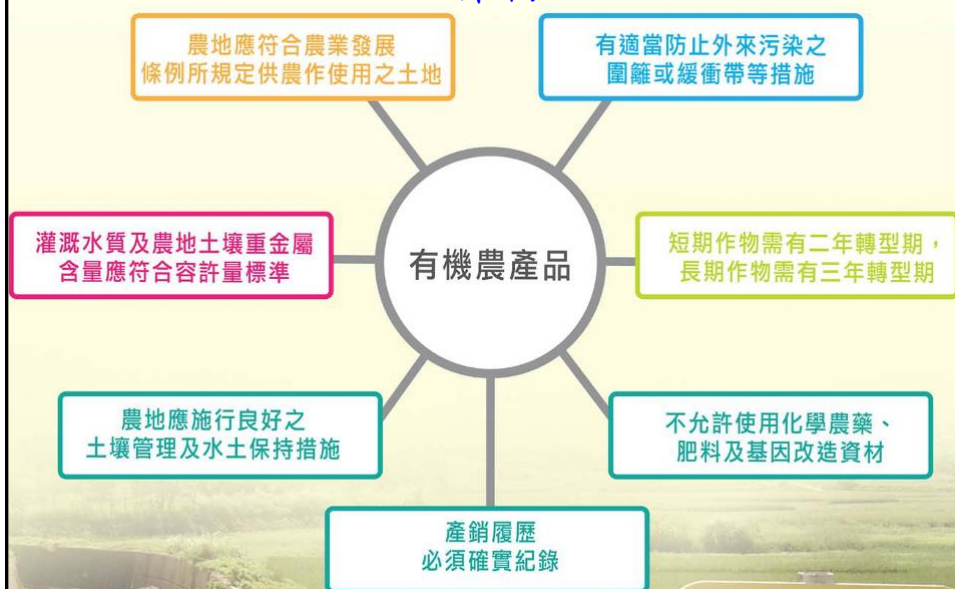 農地應符合農業發展
條例所規定供農作使用之土地
有適當防止外來污染之
圍籬或緩衝帶等措施
灌溉水質及農地土壤重金屬
含量應符合容許量標準
有機農產品
短期作物需有二年轉型期，
長期作物需有三年轉型期
農地應施行良好之
土壤管理及水土保持措施
不允許使用化學農藥、
肥料及基因改造資材
產銷履歷
必須確實紀錄